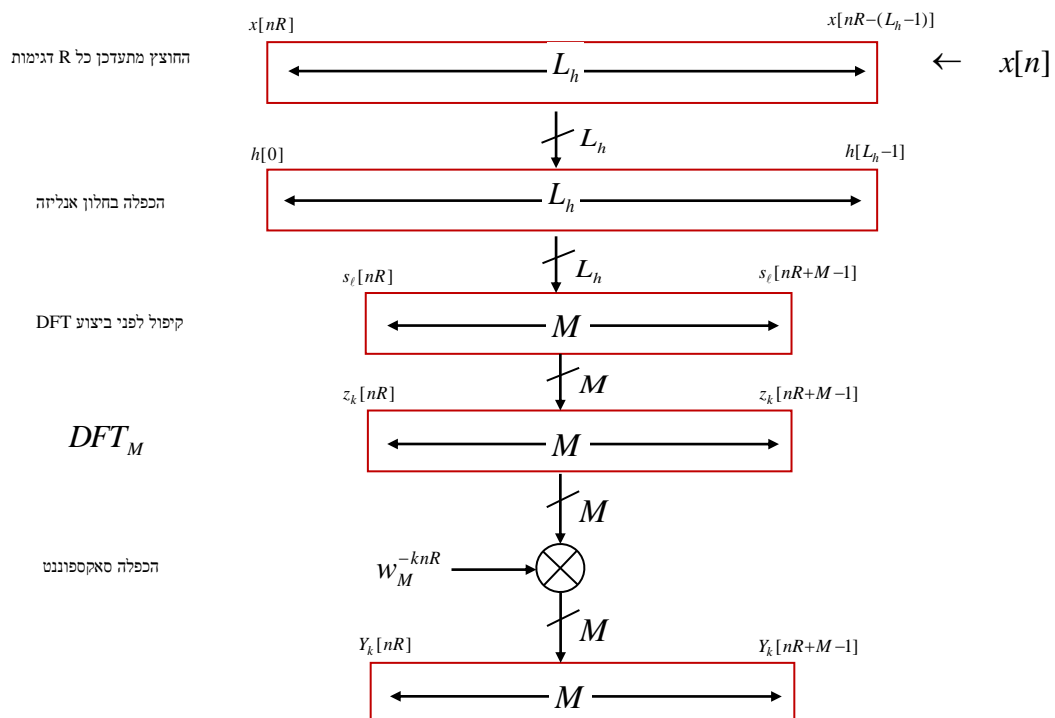 x[nR]
x[nR−(L_h−1)]
החוצץ מתעדכן כל R דגימות
L_h
← x[n]
L_h
h[0]
h[L_h−1]
הכפלה בחלון אנליזה
L_h
L_h
s_ℓ[nR]
s_ℓ[nR+M−1]
קיפול לפני ביצוע DFT
M
M
z_k[nR]
z_k[nR+M−1]
DFT_M
M
M
הכפלה סאקספוננט
w_M^{−knR}
M
Y_k[nR]
Y_k[nR+M−1]
M